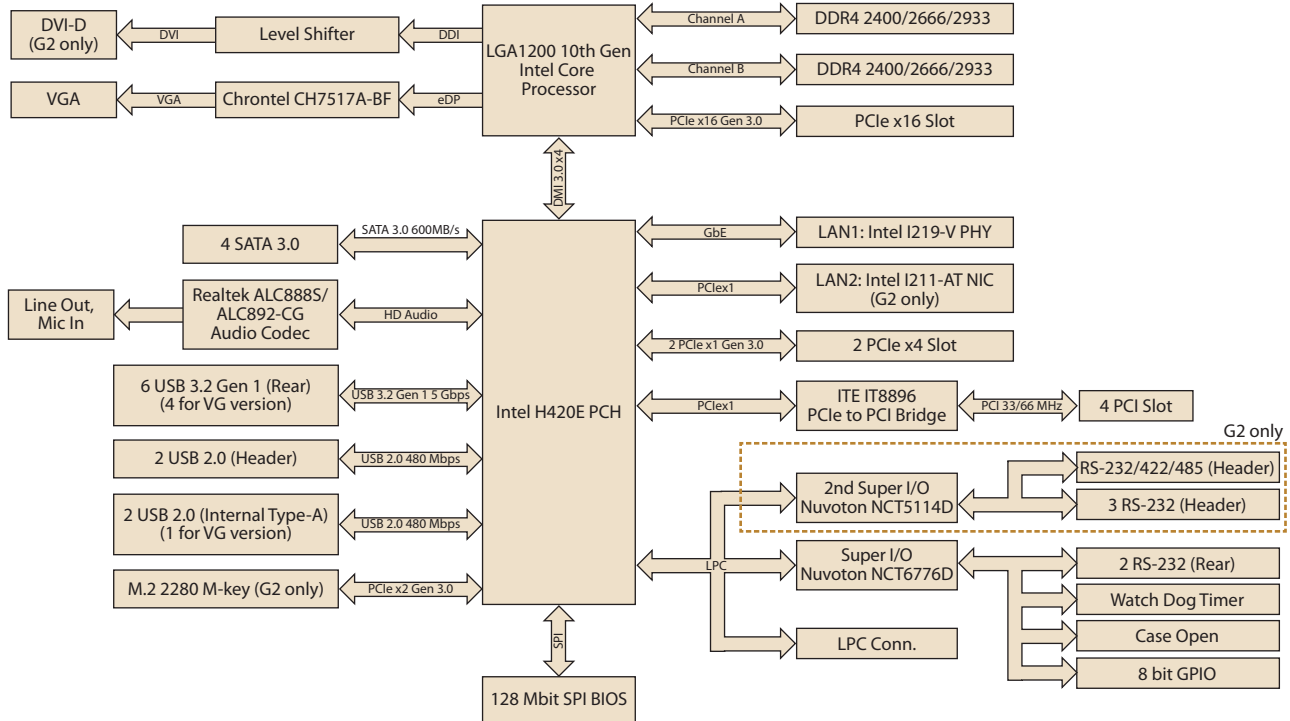 DVI-D
(G2 only)
DVI
Level Shifter
DDI
VGA
VGA
Chrontel CH7517A-BF
eDP
LGA1200 10th Gen
Intel Core
Processor
Channel A
DDR4 2400/2666/2933
Channel B
DDR4 2400/2666/2933
PCIe x16 Gen 3.0
PCIe x16 Slot
DMI 3.0 x4
4 SATA 3.0
SATA 3.0 600MB/s
Line Out,
Mic In
Realtek ALC888S/
ALC892-CG
Audio Codec
HD Audio
6 USB 3.2 Gen 1 (Rear)
(4 for VG version)
USB 3.2 Gen 1 5 Gbps
2 USB 2.0 (Header)
USB 2.0 480 Mbps
2 USB 2.0 (Internal Type-A)
(1 for VG version)
USB 2.0 480 Mbps
M.2 2280 M-key (G2 only)
PCIe x2 Gen 3.0
Intel H420E PCH
GbE
LAN1: Intel I219-V PHY
PCIex1
LAN2: Intel I211-AT NIC
(G2 only)
2 PCIe x1 Gen 3.0
2 PCIe x4 Slot
PCIex1
ITE IT8896
PCIe to PCI Bridge
PCI 33/66 MHz
4 PCI Slot
G2 only
2nd Super I/O
Nuvoton NCT5114D
RS-232/422/485 (Header)
3 RS-232 (Header)
LPC
Super I/O
Nuvoton NCT6776D
2 RS-232 (Rear)
Watch Dog Timer
Case Open
8 bit GPIO
LPC Conn.
SPI
128 Mbit SPI BIOS